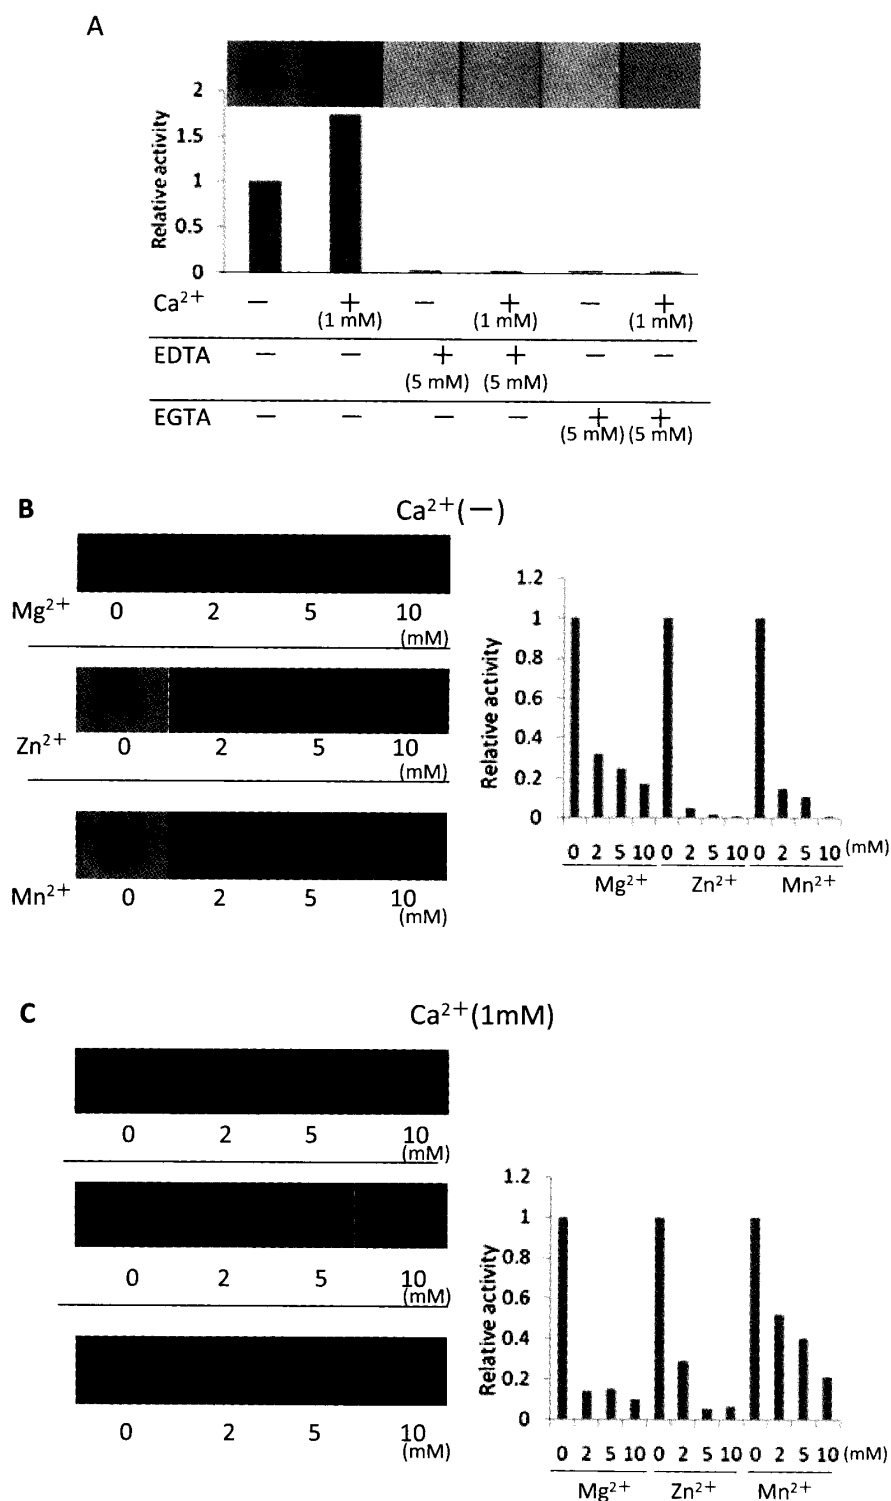 A
2
1.5
1
0.5
0
Relative activity
Ca²⁺ − + − + − +
(1 mM) (1 mM) (1 mM)
EDTA − − + + − −
(5 mM) (5 mM)
EGTA − − − − + +
(5 mM) (5 mM)
B Ca²⁺(−)
Mg²⁺ 0 2 5 10
(mM)
Zn²⁺ 0 2 5 10
(mM)
Mn²⁺ 0 2 5 10
(mM)
1.2
1
0.8
0.6
0.4
0.2
0
Relative activity
0 2 5 10 0 2 5 10 0 2 5 10 (mM)
Mg²⁺ Zn²⁺ Mn²⁺
C Ca²⁺(1mM)
0 2 5 10
(mM)
0 2 5 10
(mM)
0 2 5 10
(mM)
1.2
1
0.8
0.6
0.4
0.2
0
Relative activity
0 2 5 10 0 2 5 10 0 2 5 10 (mM)
Mg²⁺ Zn²⁺ Mn²⁺